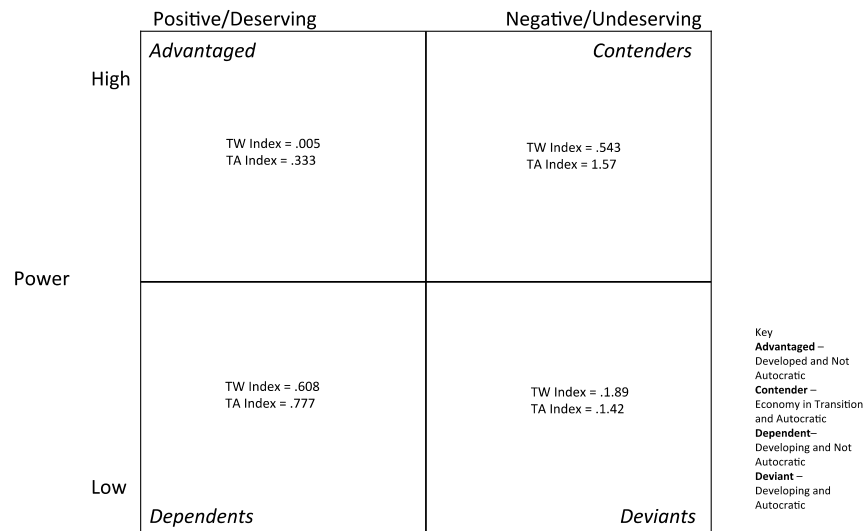 Positive/Deserving
Negative/Undeserving
Advantaged
Contenders
High
TW Index = .005
TA Index = .333
TW Index = .543
TA Index = 1.57
Power
TW Index = .608
TA Index = .777
TW Index = .1.89
TA Index = .1.42
Low
Dependents
Deviants
Key
Advantaged –
Developed and Not
Autocratic
Contender –
Economy in Transition
and Autocratic
Dependent–
Developing and Not
Autocratic
Deviant –
Developing and
Autocratic